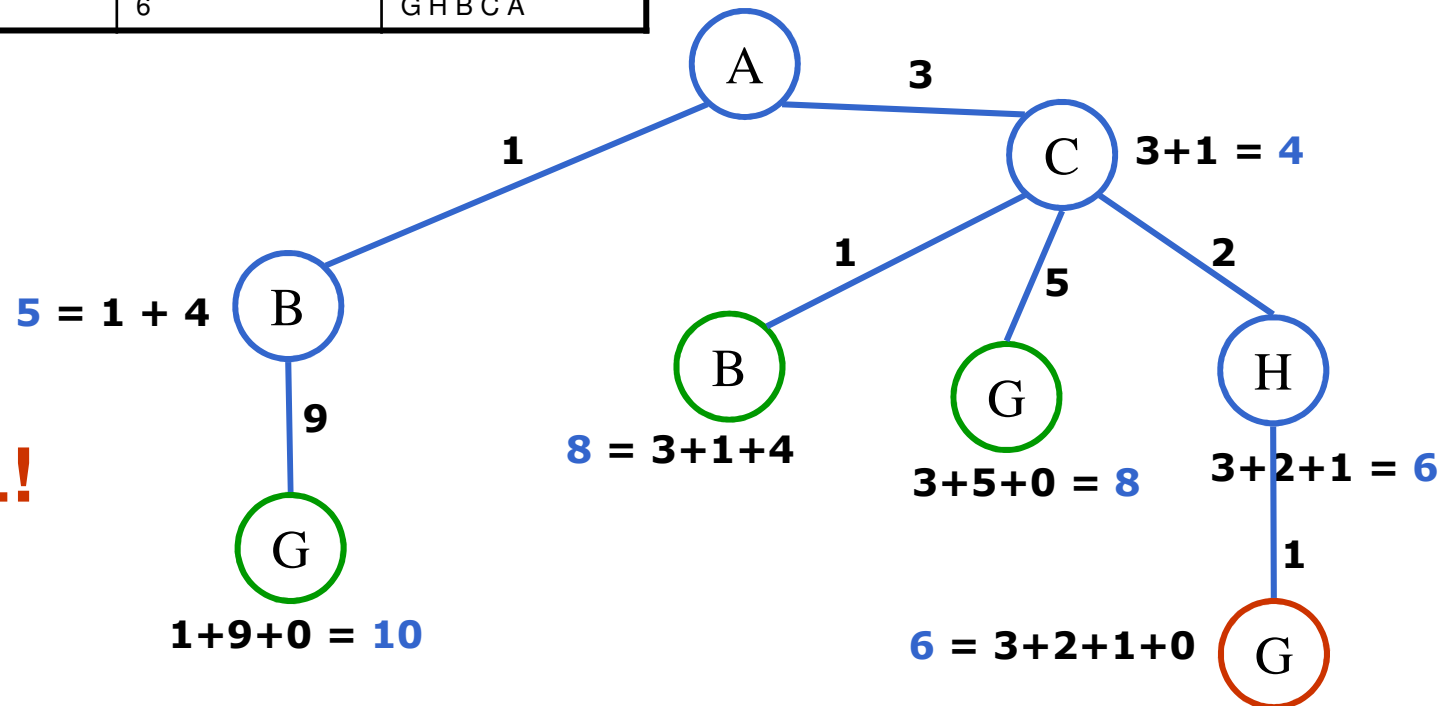 6 G H B C A
A
3
C 3+1 = 4
1
1
5
2
5 = 1 + 4 B
B
G
H
9
8 = 3+1+4
3+5+0 = 8
3+2+1 = 6
.!
G
1
1+9+0 = 10
6 = 3+2+1+0 G